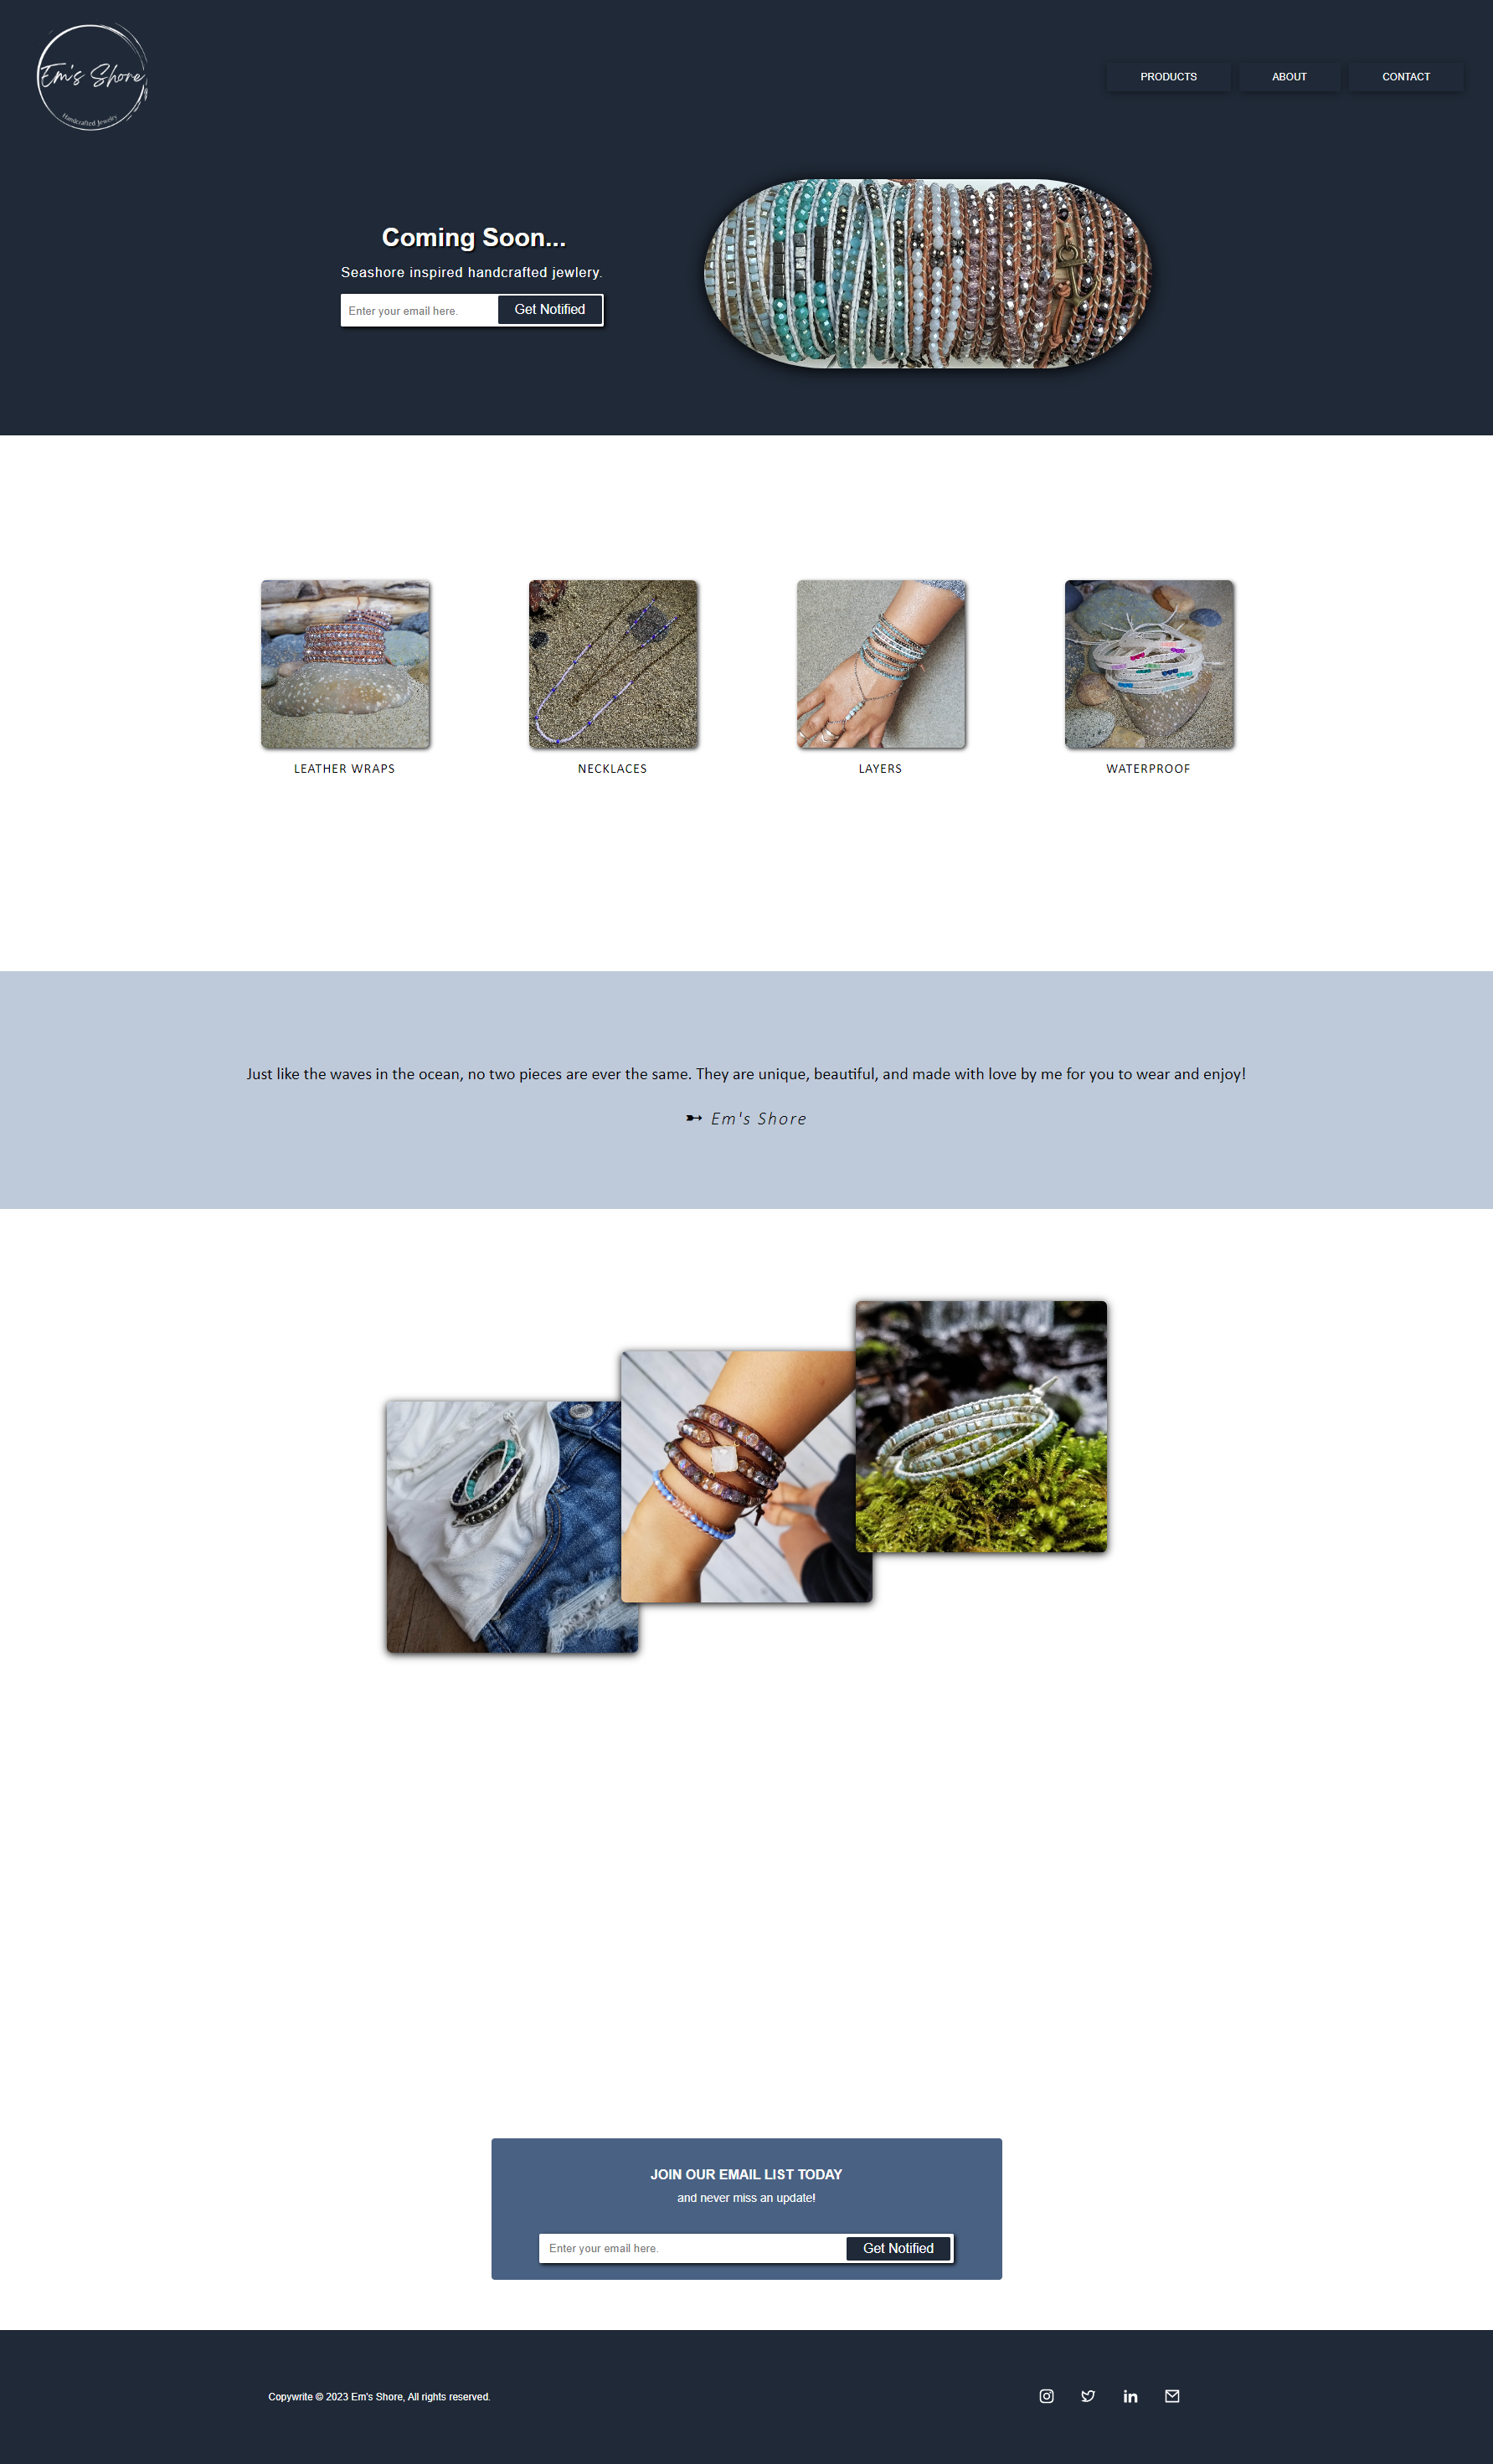 Em's Shore
Handcrafted Jewelry
PRODUCTS
ABOUT
CONTACT
Coming Soon...
Seashore inspired handcrafted jewlery.
Enter your email here.
Get Notified
LEATHER WRAPS
NECKLACES
LAYERS
WATERPROOF
Just like the waves in the ocean, no two pieces are ever the same. They are unique, beautiful, and made with love by me for you to wear and enjoy!
➵ Em's Shore
JOIN OUR EMAIL LIST TODAY
and never miss an update!
Enter your email here.
Get Notified
Copywrite © 2023 Em's Shore, All rights reserved.